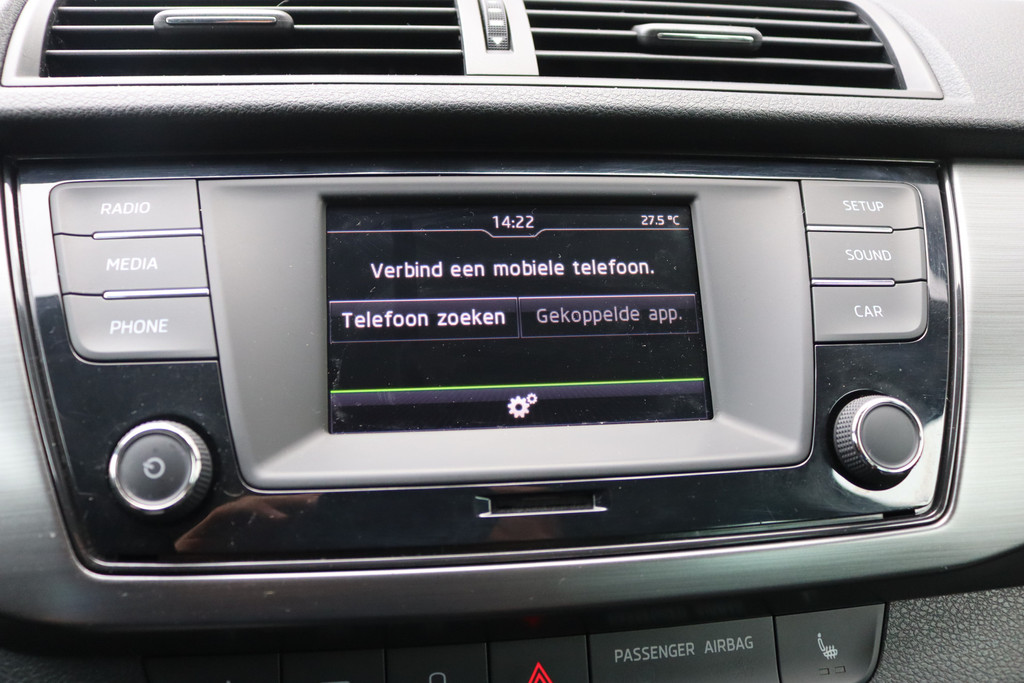 RADIO
MEDIA
PHONE
14:22 27.5 °C
Verbind een mobiele telefoon.
Telefoon zoeken Gekoppelde app.
SETUP
SOUND
CAR
PASSENGER AIRBAG